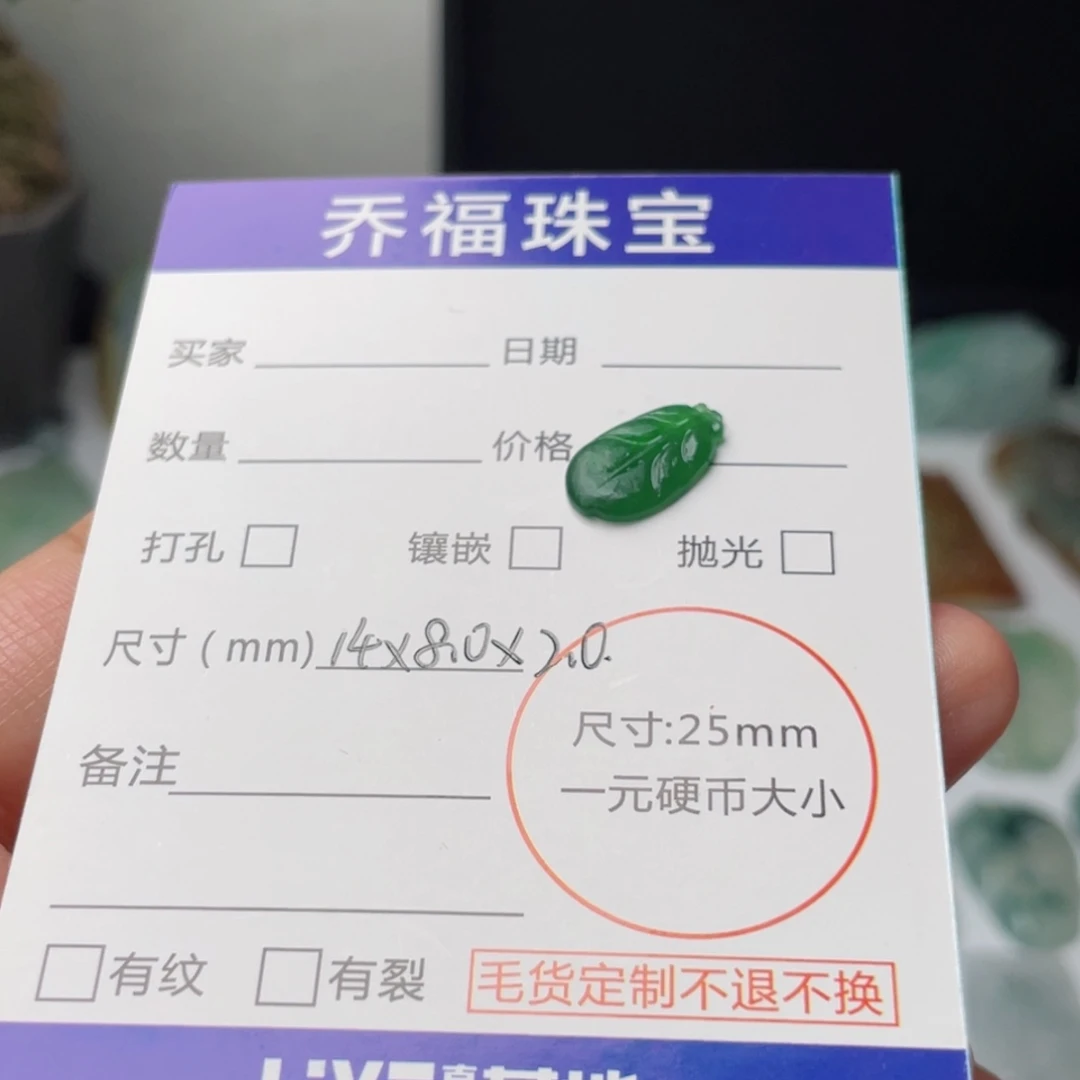 乔福珠宝
买家 日期
数量 价格
打孔 镶嵌 抛光
尺寸(mm) 14x8.0x2.0.
尺寸:25mm
一元硬币大小
备注
有纹 有裂 毛货定制不退不换